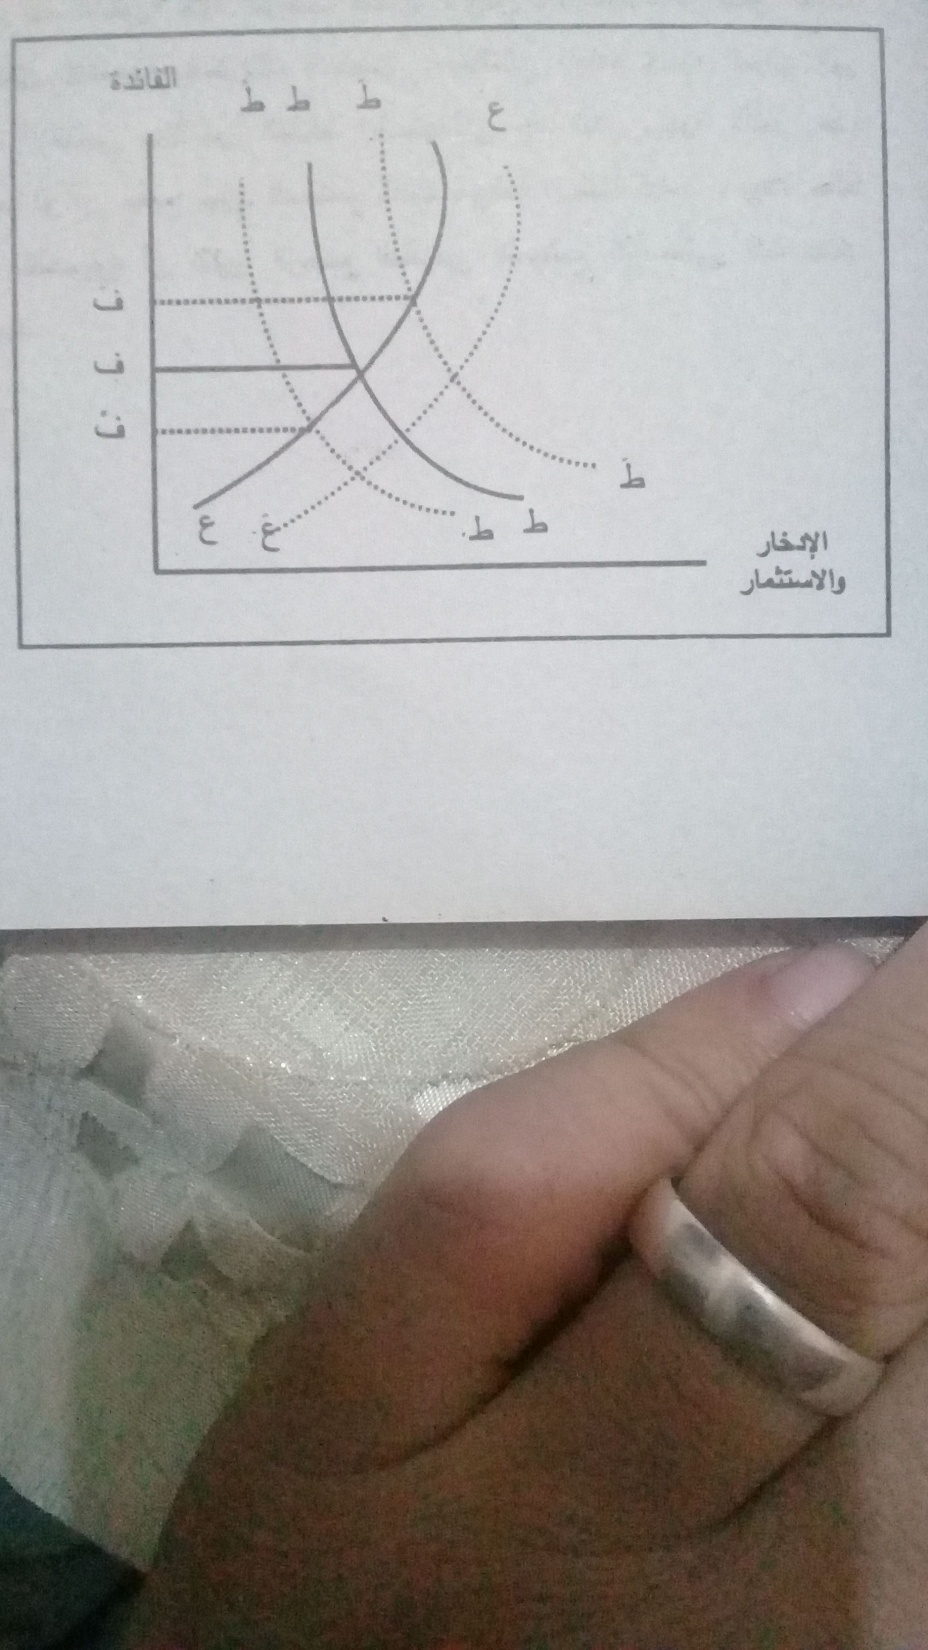 الفائدة
طَ ط طَ ع
فَ
ف
فً
طَ
ع عَ ط ط
الإدخار
والاستثمار